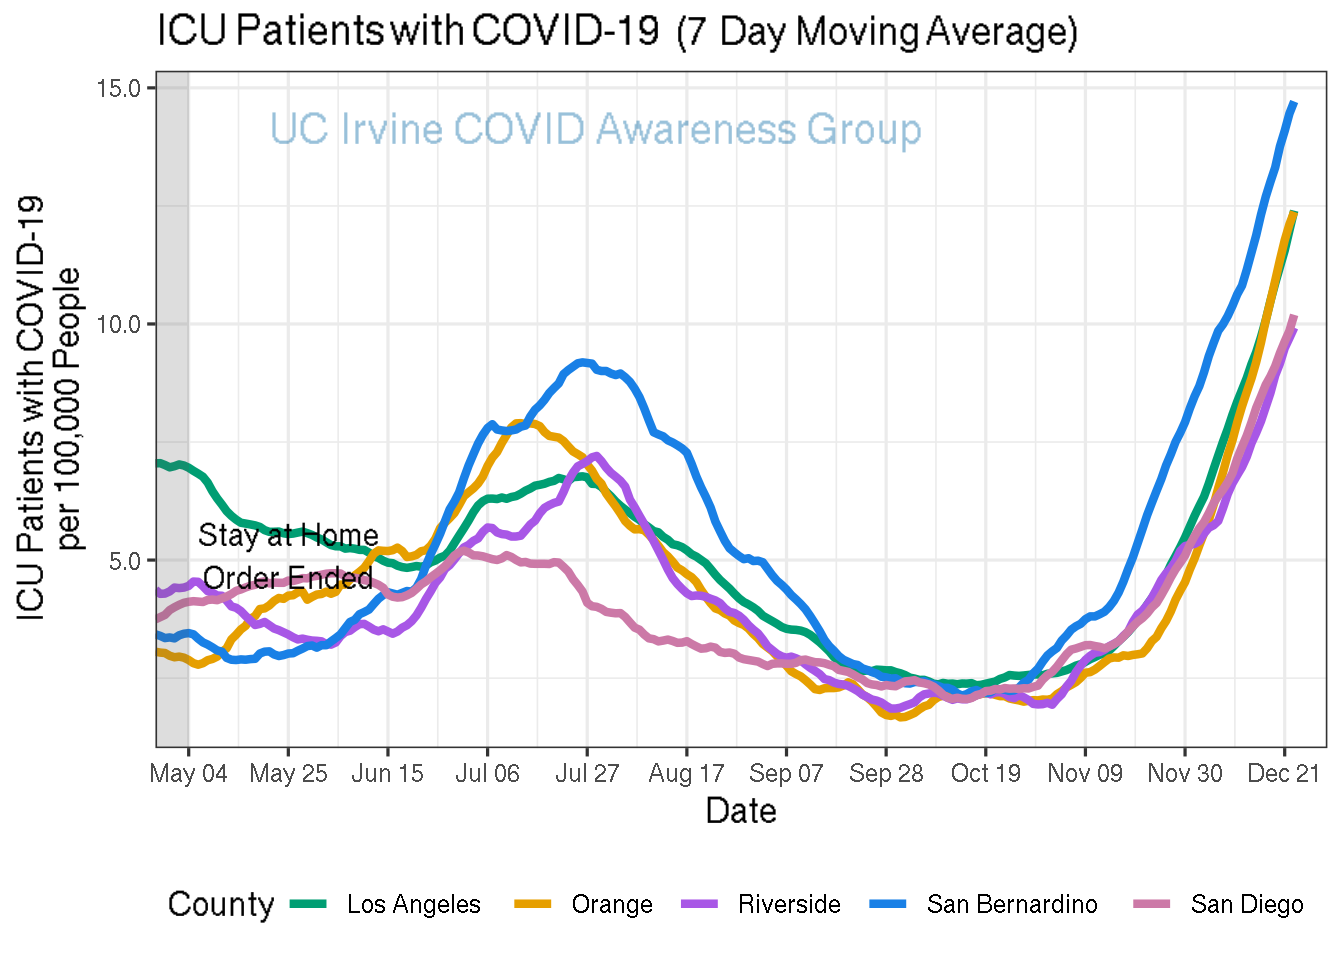 ICU Patients with COVID-19 (7 Day Moving Average)
UC Irvine COVID Awareness Group
ICU Patients with COVID-19
per 100,000 People
15.0
10.0
5.0
Stay at Home
Order Ended
May 04 May 25 Jun 15 Jul 06 Jul 27 Aug 17 Sep 07 Sep 28 Oct 19 Nov 09 Nov 30 Dec 21
Date
County Los Angeles Orange Riverside San Bernardino San Diego